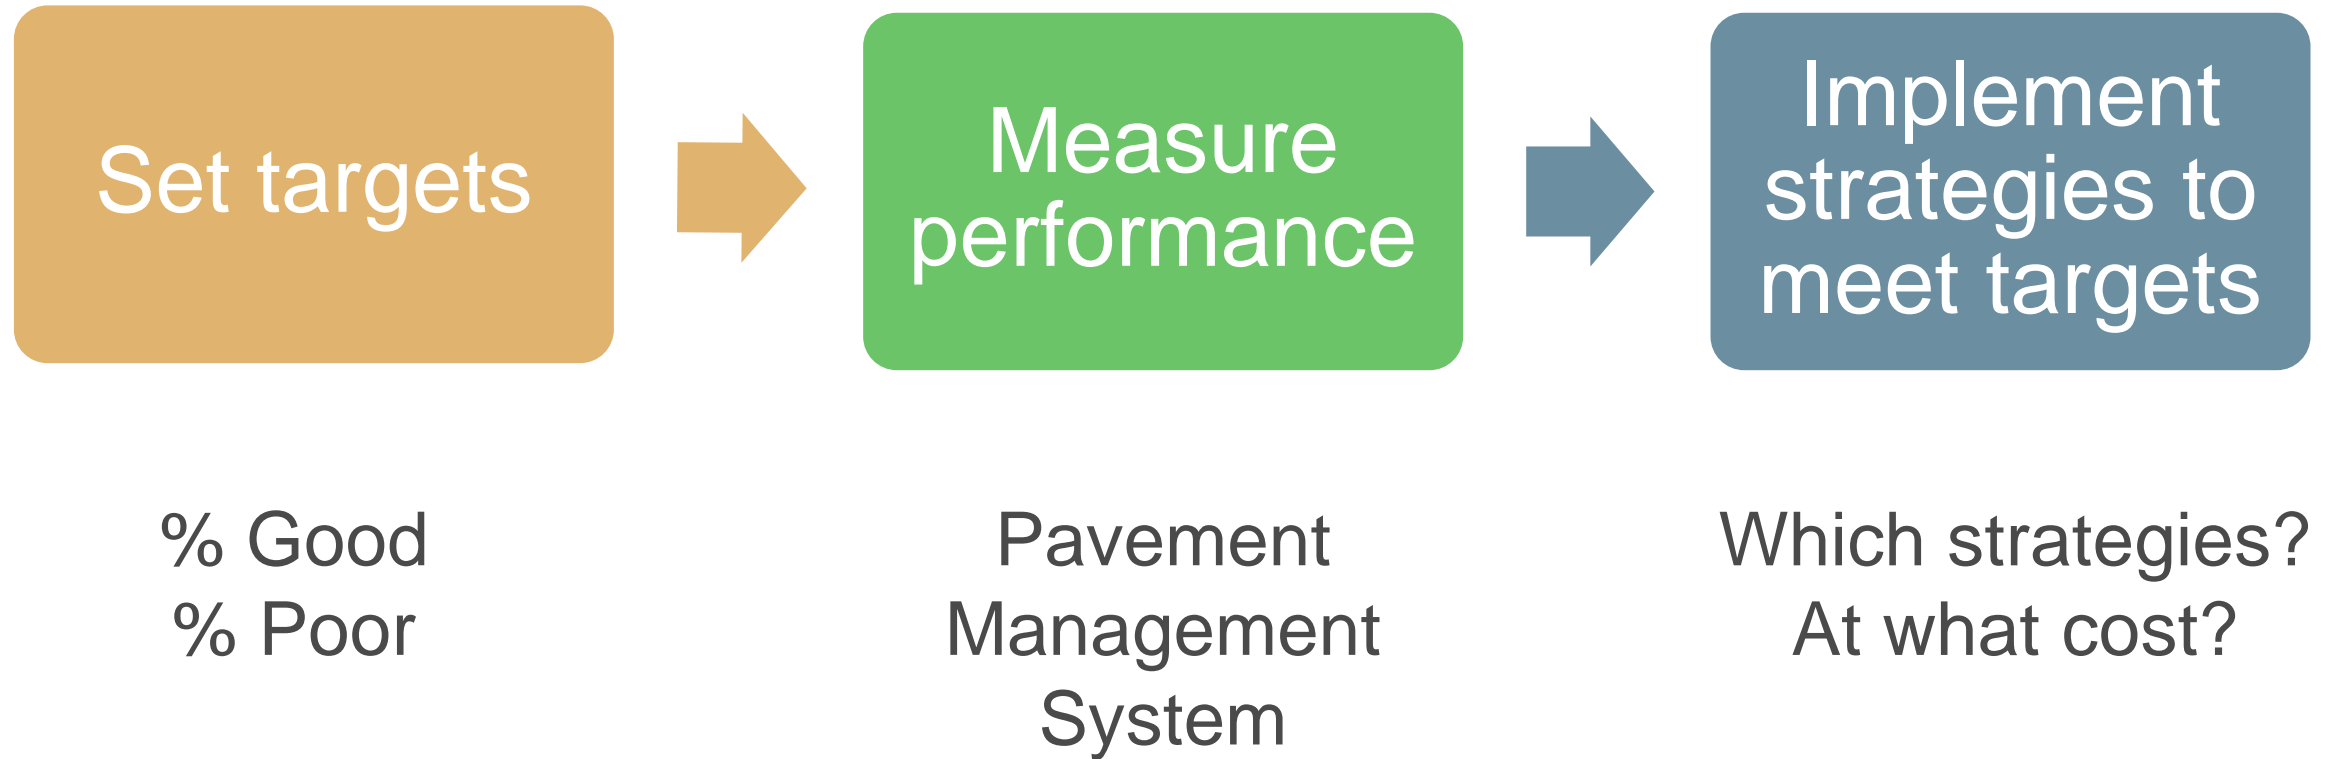 Set targets
Measure
performance
Implement
strategies to
meet targets
% Good
% Poor
Pavement
Management
System
Which strategies?
At what cost?